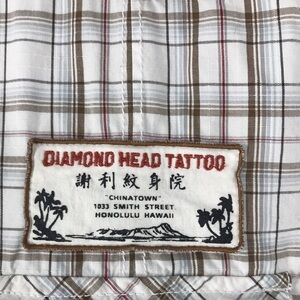 DIAMOND HEAD TATTOO
謝利紋身院
"CHINATOWN"
1033 SMITH STREET
HONOLULU HAWAII